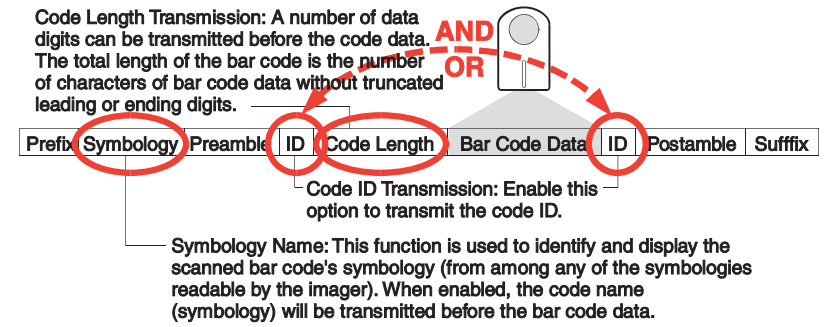 Code Length Transmission: A number of data
digits can be transmitted before the code data.
The total length of the bar code is the number
of characters of bar code data without truncated
leading or ending digits.
AND
OR
Prefix Symbology Preamble ID Code Length Bar Code Data ID Postamble Sufffix
Code ID Transmission: Enable this
option to transmit the code ID.
Symbology Name: This function is used to identify and display the
scanned bar code's symbology (from among any of the symbologies
readable by the imager). When enabled, the code name
(symbology) will be transmitted before the bar code data.